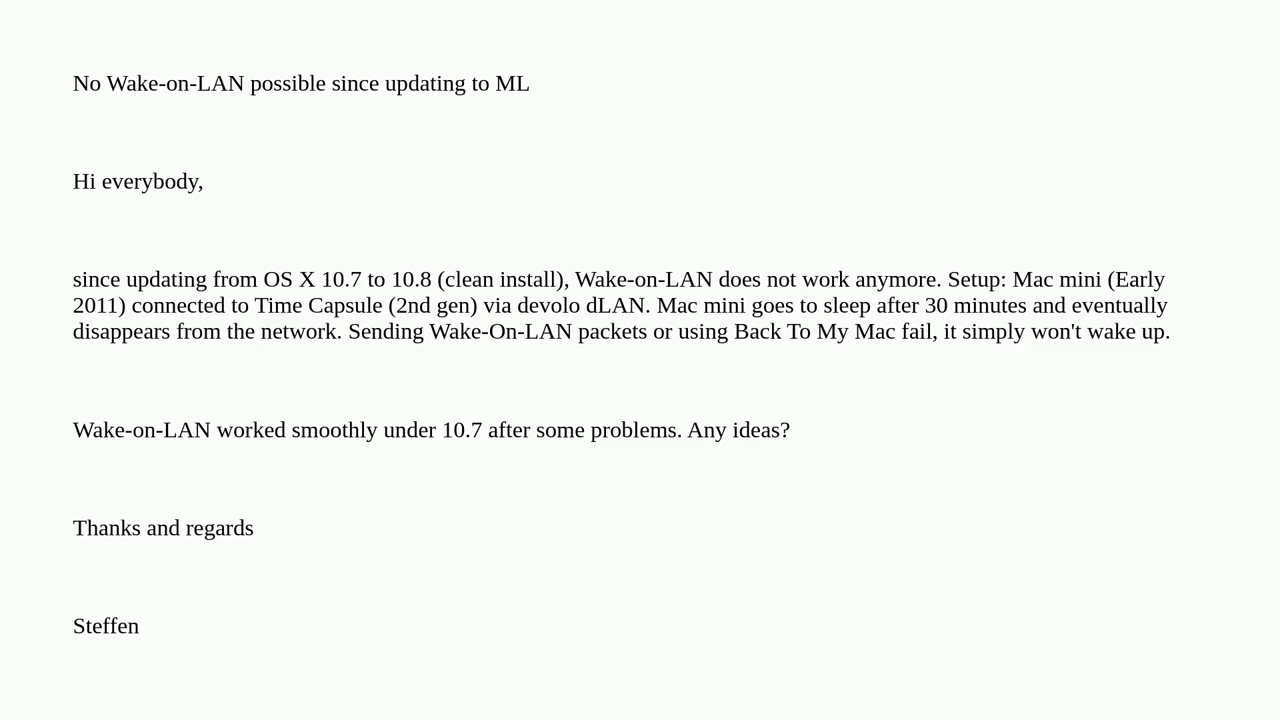 No Wake-on-LAN possible since updating to ML
Hi everybody,
since updating from OS X 10.7 to 10.8 (clean install), Wake-on-LAN does not work anymore. Setup: Mac mini (Early
2011) connected to Time Capsule (2nd gen) via devolo dLAN. Mac mini goes to sleep after 30 minutes and eventually
disappears from the network. Sending Wake-On-LAN packets or using Back To My Mac fail, it simply won't wake up.
Wake-on-LAN worked smoothly under 10.7 after some problems. Any ideas?
Thanks and regards
Steffen